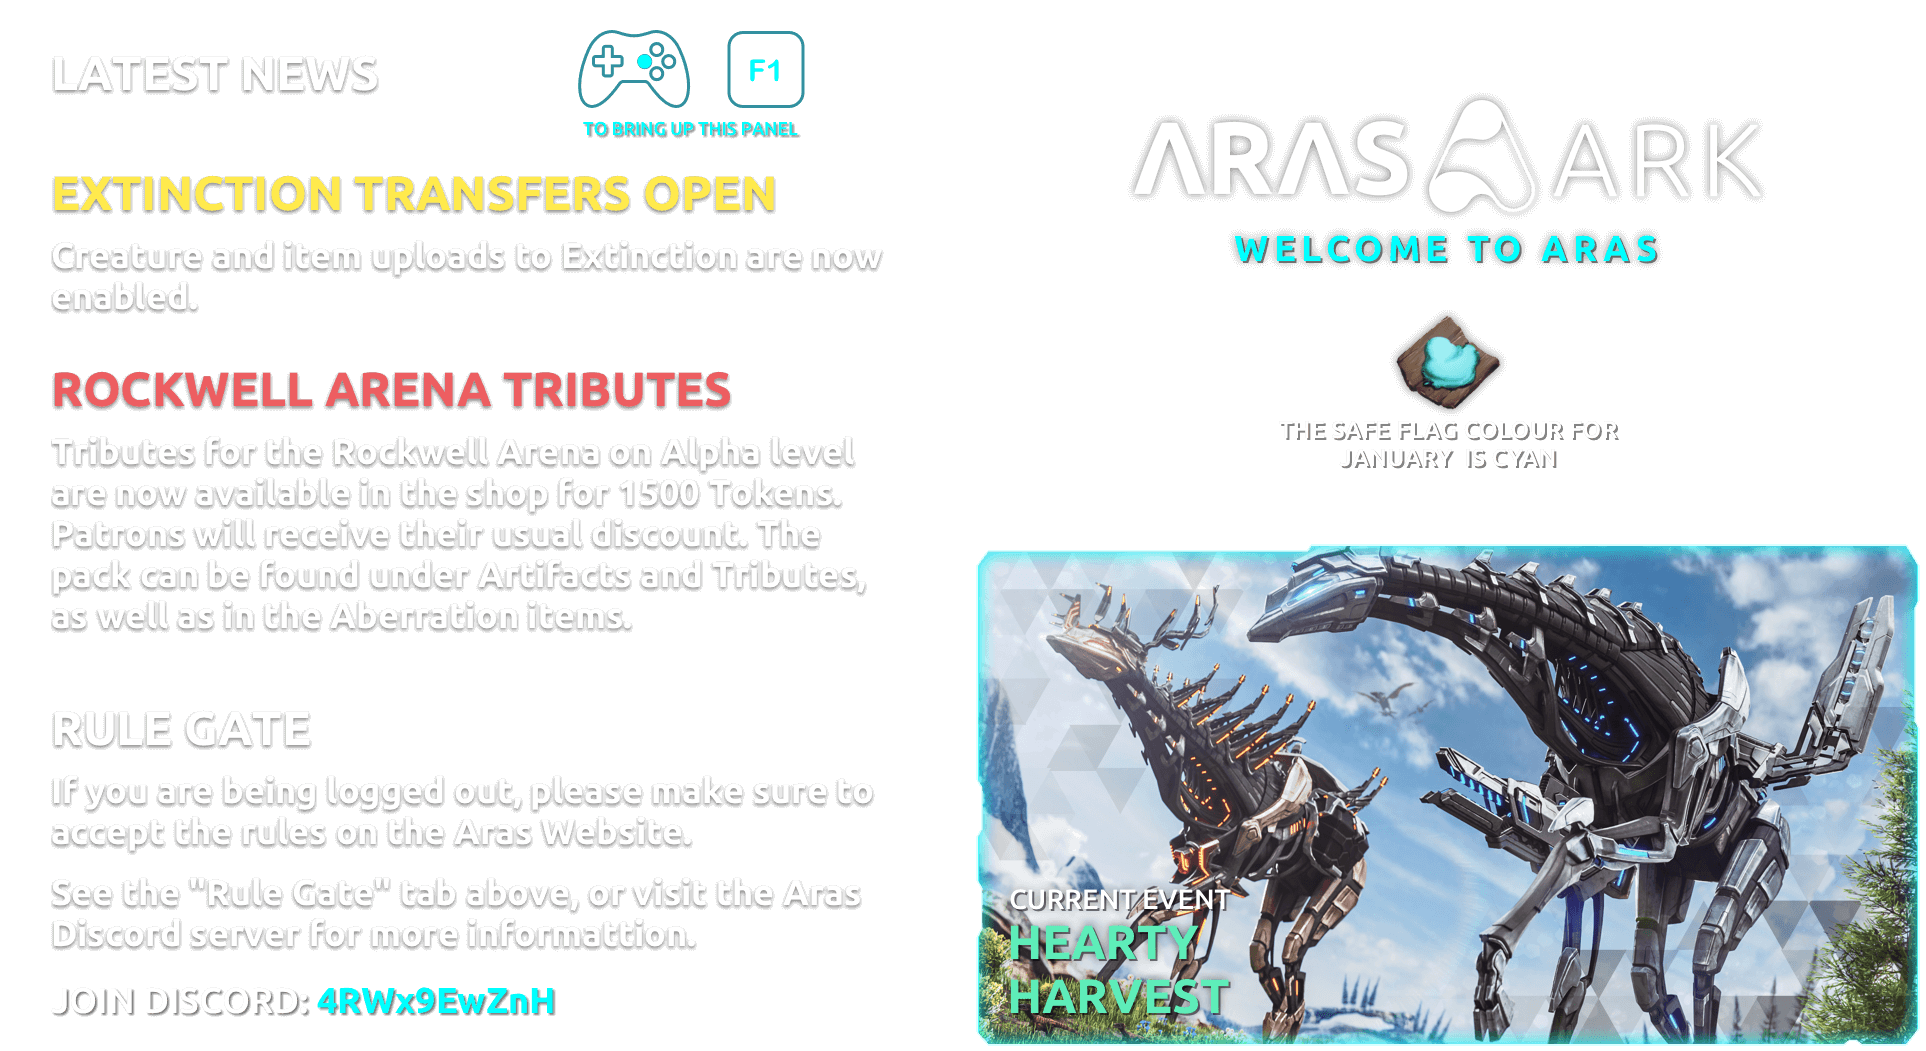 LATEST NEWS
F1
TO BRING UP THIS PANEL
EXTINCTION TRANSFERS OPEN
Creature and item uploads to Extinction are now
enabled.
ROCKWELL ARENA TRIBUTES
Tributes for the Rockwell Arena on Alpha level
are now available in the shop for 1500 Tokens.
Patrons will receive their usual discount. The
pack can be found under Artifacts and Tributes,
as well as in the Aberration items.
RULE GATE
If you are being logged out, please make sure to
accept the rules on the Aras Website.
See the "Rule Gate" tab above, or visit the Aras
Discord server for more informattion.
JOIN DISCORD: 4RWx9EwZnH
ARAS ARK
WELCOME TO ARAS
THE SAFE FLAG COLOUR FOR
JANUARY IS CYAN
CURRENT EVENT
HEARTY
HARVEST